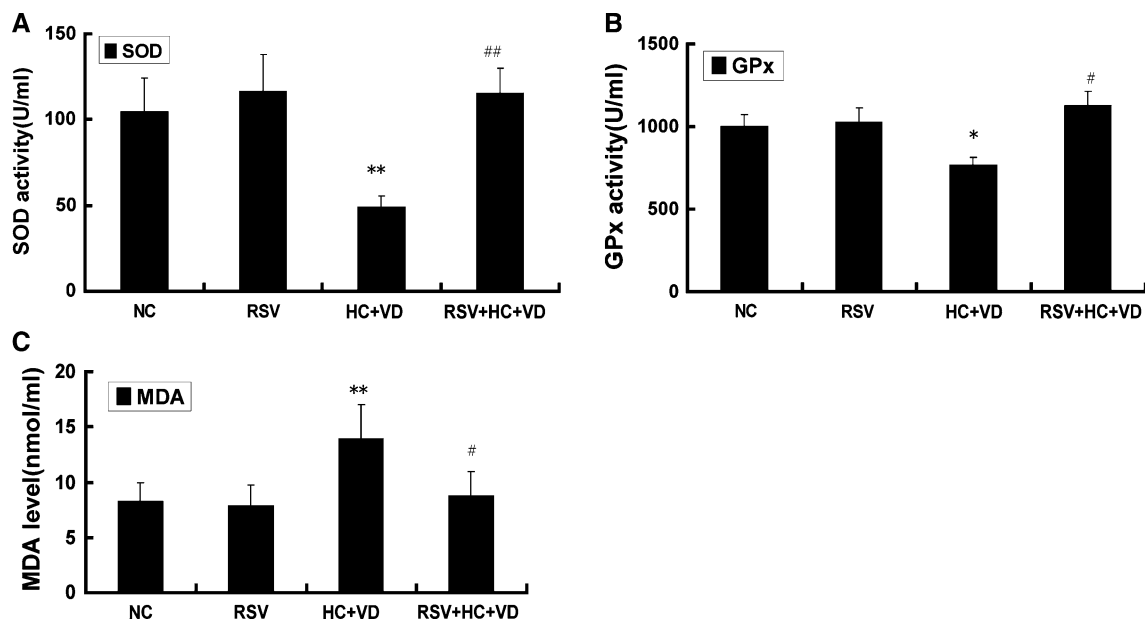 A
SOD activity(U/ml)
150
100
50
0
SOD
**
##
NC RSV HC+VD RSV+HC+VD
B
GPx activity(U/ml)
1500
1000
500
0
GPx
*
#
NC RSV HC+VD RSV+HC+VD
C
MDA level(nmol/ml)
20
15
10
5
0
MDA
**
#
NC RSV HC+VD RSV+HC+VD